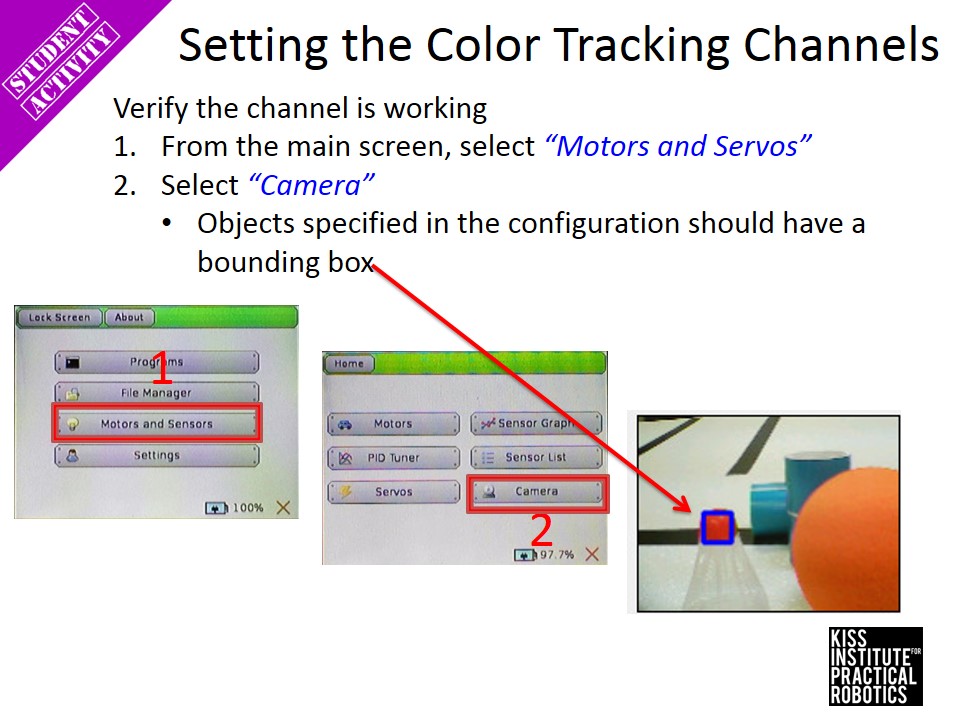 STUDENT
ACTIVITY
Setting the Color Tracking Channels
Verify the channel is working
1. From the main screen, select “Motors and Servos”
2. Select “Camera”
• Objects specified in the configuration should have a
bounding box
Lock Screen About
Programs
1
File Manager
Motors and Sensors
Settings
100%
Home
Motors Sensor Graph
PID Tuner Sensor List
Servos Camera
2
97.7%
KISS
INSTITUTE FOR
PRACTICAL
ROBOTICS